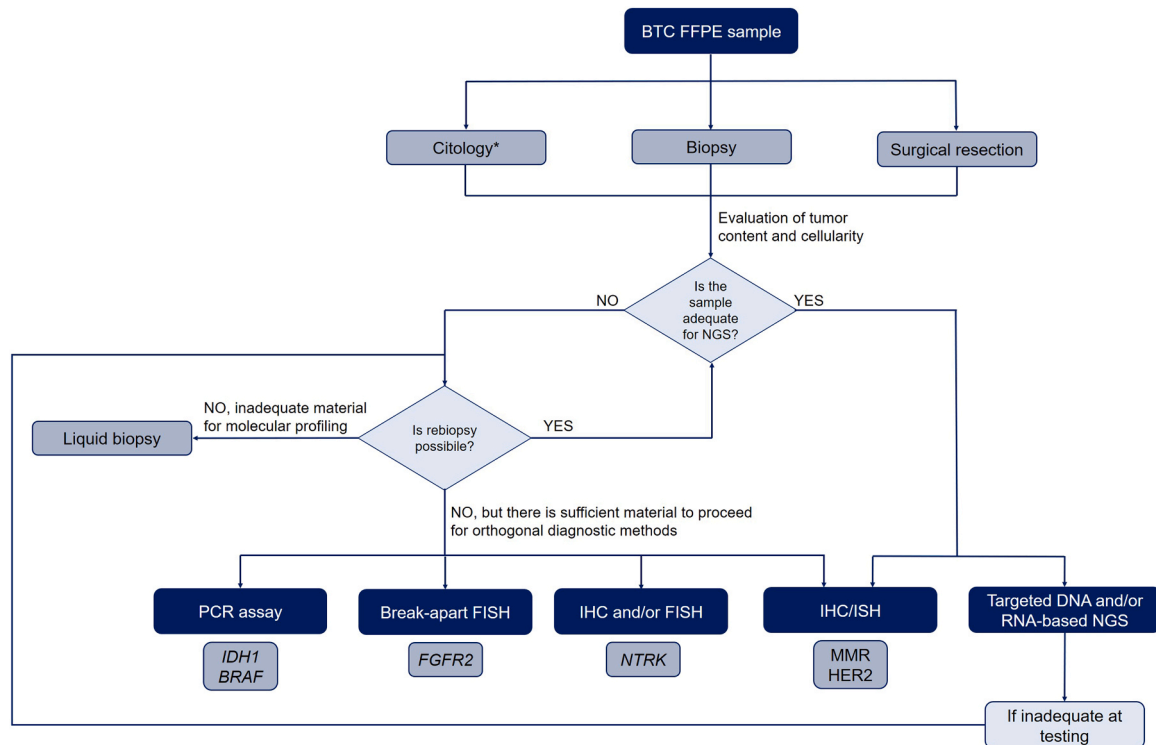 BTC FFPE sample
Citology*
Biopsy
Surgical resection
Evaluation of tumor
content and cellularity
Is the
sample
adequate
for NGS?
NO
YES
NO, inadequate material
for molecular profiling
Liquid biopsy
Is rebiopsy
possibile?
YES
NO, but there is sufficient material to proceed
for orthogonal diagnostic methods
PCR assay
Break-apart FISH
IHC and/or FISH
IHC/ISH
Targeted DNA and/or
RNA-based NGS
IDH1
BRAF
FGFR2
NTRK
MMR
HER2
If inadequate at
testing